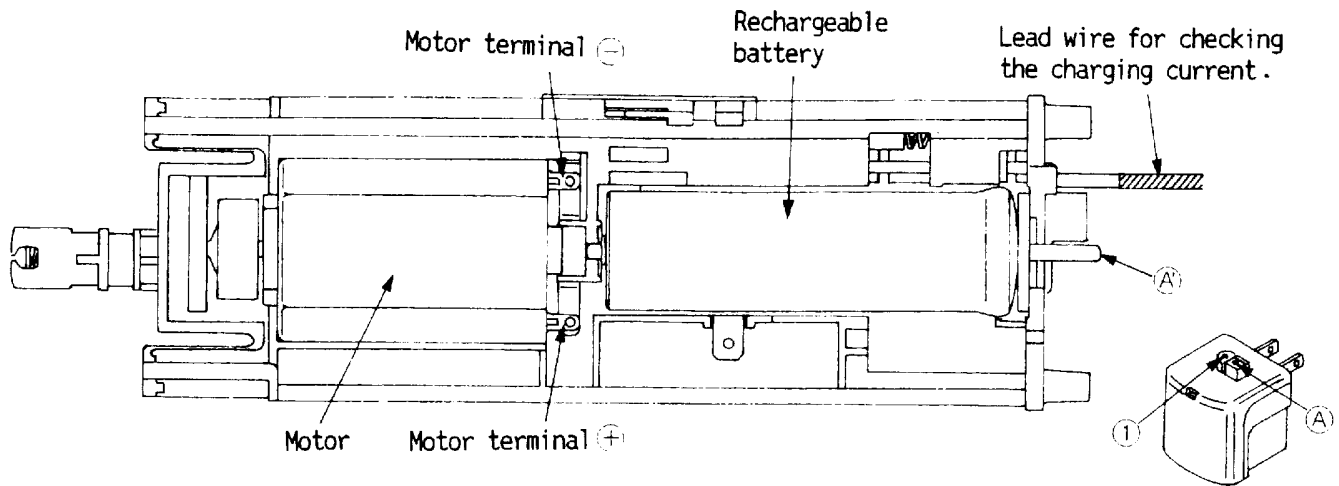 Motor terminal ⊖
Rechargeable
battery
Lead wire for checking
the charging current.
Ⓐ'
Motor
Motor terminal ⊕
①
Ⓐ